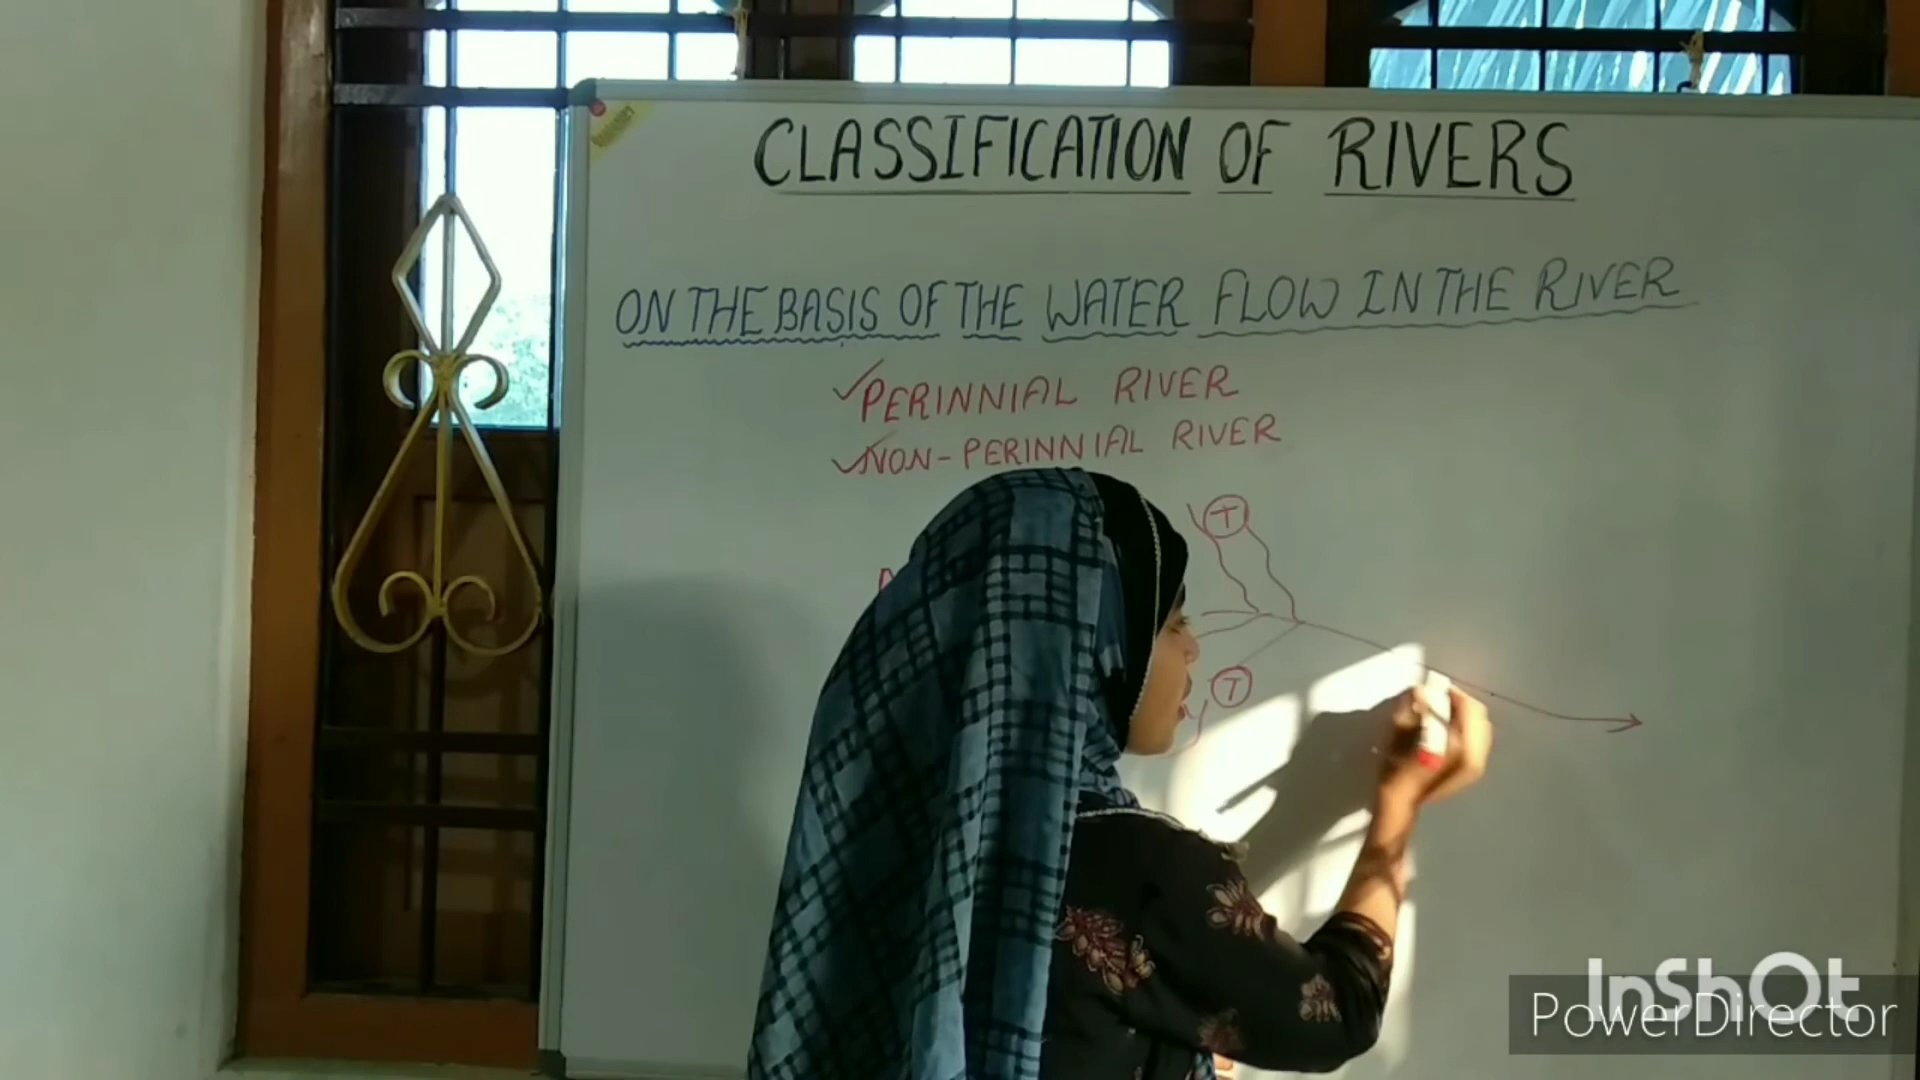 CLASSIFICATION OF RIVERS
ON THE BASIS OF THE WATER FLOW IN THE RIVER
PERINNIAL RIVER
NON-PERINNIAL RIVER
T
T
InShOt
PowerDirector